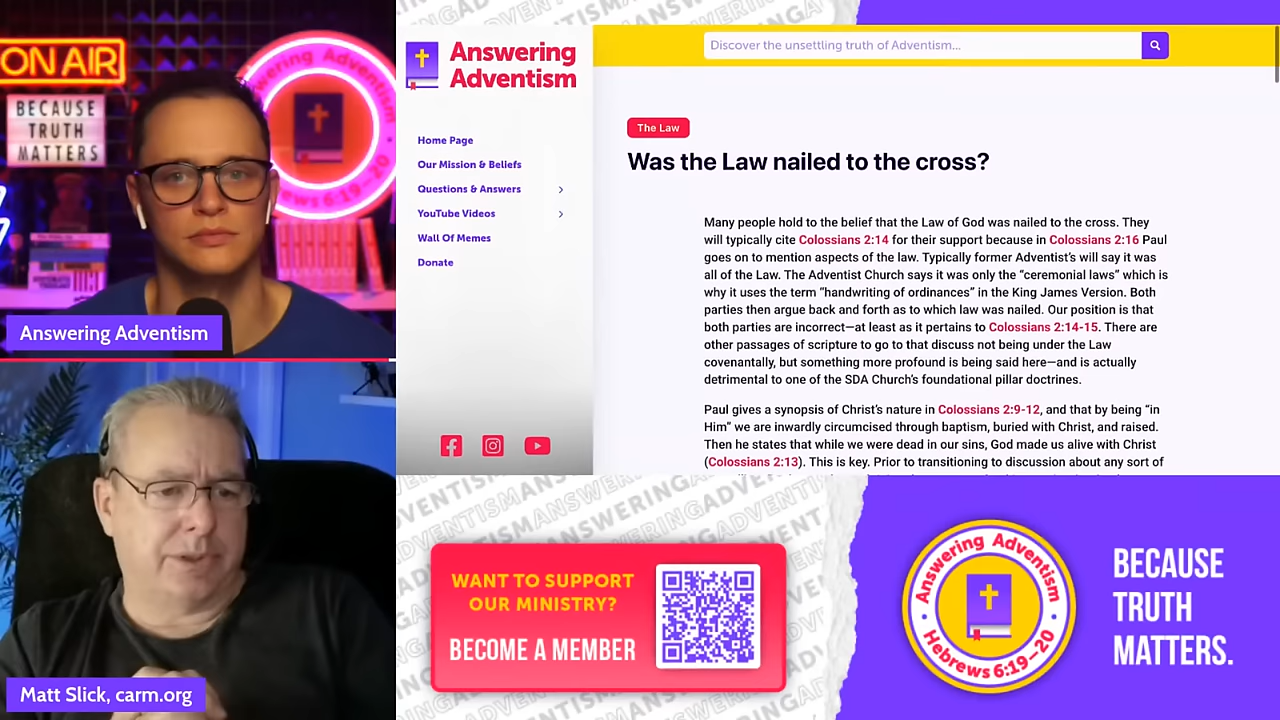 ON AIR
BECAUSE
TRUTH
MATTERS
Answering Adventism
Matt Slick, carm.org
Answering
Adventism
Home Page
Our Mission & Beliefs
Questions & Answers
YouTube Videos
Wall Of Memes
Donate
Discover the unsettling truth of Adventism...
The Law
Was the Law nailed to the cross?
Many people hold to the belief that the Law of God was nailed to the cross. They
will typically cite Colossians 2:14 for their support because in Colossians 2:16 Paul
goes on to mention aspects of the law. Typically former Adventist's will say it was
all of the Law. The Adventist Church says it was only the “ceremonial laws” which is
why it uses the term “handwriting of ordinances” in the King James Version. Both
parties then argue back and forth as to which law was nailed. Our position is that
both parties are incorrect—at least as it pertains to Colossians 2:14-15. There are
other passages of scripture to go to that discuss not being under the Law
covenantally, but something more profound is being said here—and is actually
detrimental to one of the SDA Church's foundational pillar doctrines.
Paul gives a synopsis of Christ's nature in Colossians 2:9-12, and that by being “in
Him” we are inwardly circumcised through baptism, buried with Christ, and raised.
Then he states that while we were dead in our sins, God made us alive with Christ
(Colossians 2:13). This is key. Prior to transitioning to discussion about any sort of
WANT TO SUPPORT
OUR MINISTRY?
BECOME A MEMBER
Answering Adventism
Hebrews 6:19-20
BECAUSE
TRUTH
MATTERS.